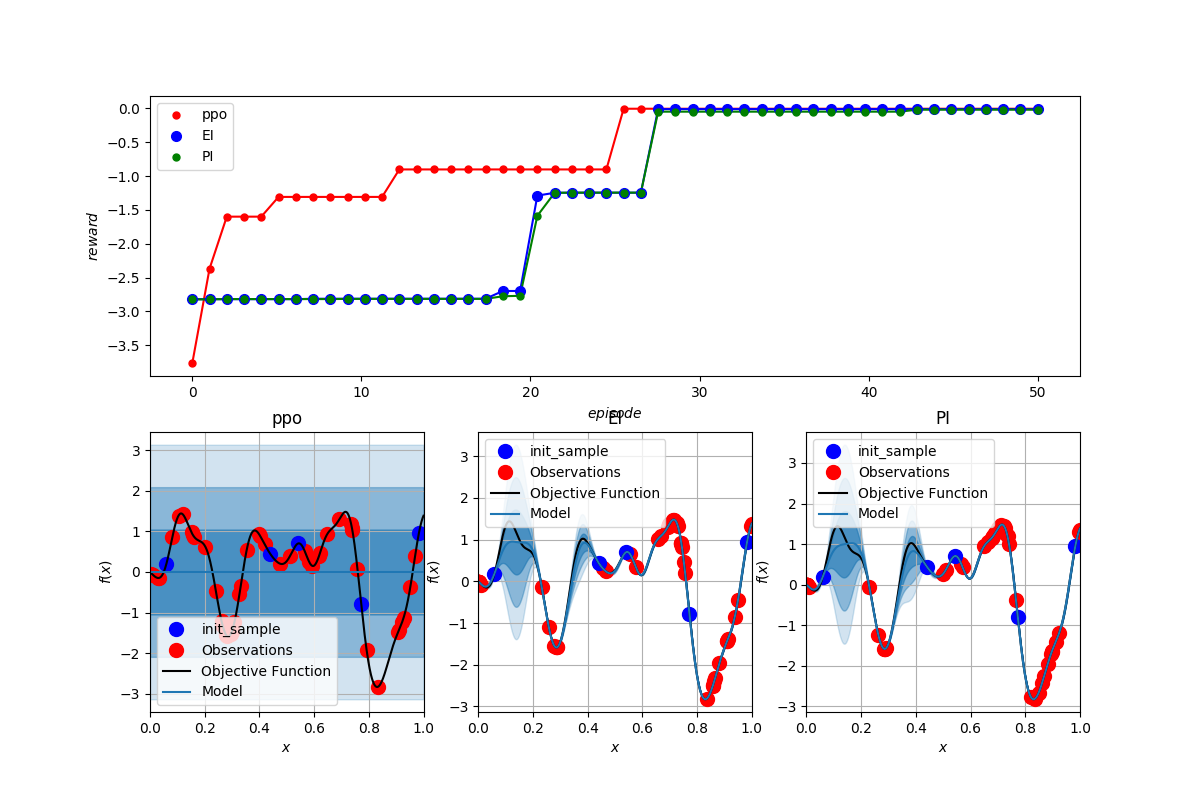 0.0
−0.5
−1.0
−1.5
−2.0
−2.5
−3.0
−3.5
reward
ppo
EI
PI
0 10 20 30 40 50
episode
ppo
3
2
1
0
−1
−2
−3
f(x)
init_sample
Observations
Objective Function
Model
0.0 0.2 0.4 0.6 0.8 1.0
x
EI
3
2
1
0
−1
−2
−3
f(x)
init_sample
Observations
Objective Function
Model
0.0 0.2 0.4 0.6 0.8 1.0
x
PI
3
2
1
0
−1
−2
−3
f(x)
init_sample
Observations
Objective Function
Model
0.0 0.2 0.4 0.6 0.8 1.0
x